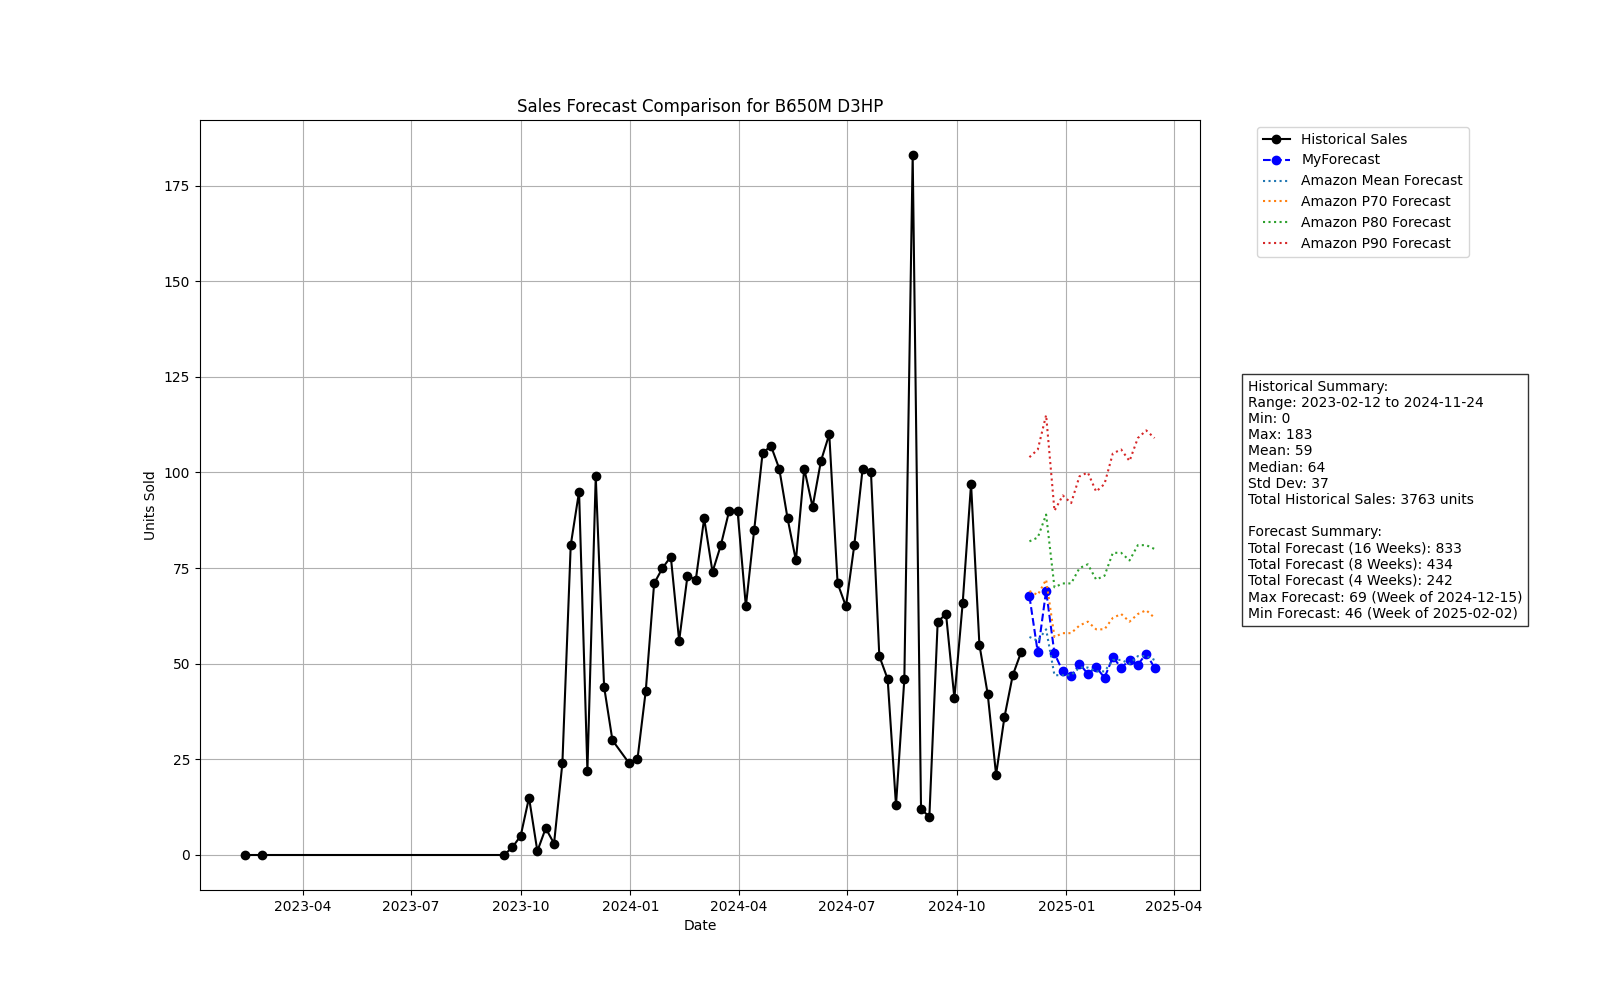 Sales Forecast Comparison for B650M D3HP
Historical Sales
MyForecast
Amazon Mean Forecast
Amazon P70 Forecast
Amazon P80 Forecast
Amazon P90 Forecast
175
150
125
100
75
50
25
0
Units Sold
2023-04
2023-07
2023-10
2024-01
2024-04
2024-07
2024-10
2025-01
2025-04
Date
Historical Summary:
Range: 2023-02-12 to 2024-11-24
Min: 0
Max: 183
Mean: 59
Median: 64
Std Dev: 37
Total Historical Sales: 3763 units
Forecast Summary:
Total Forecast (16 Weeks): 833
Total Forecast (8 Weeks): 434
Total Forecast (4 Weeks): 242
Max Forecast: 69 (Week of 2024-12-15)
Min Forecast: 46 (Week of 2025-02-02)